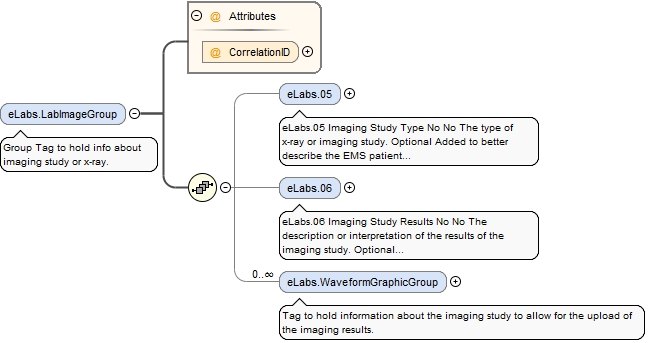 @ Attributes
@ CorrelationID
eLabs.LabImageGroup
Group Tag to hold info about
imaging study or x-ray.
eLabs.05
eLabs.05 Imaging Study Type No No The type of
x-ray or imaging study. Optional Added to better
describe the EMS patient...
eLabs.06
eLabs.06 Imaging Study Results No No The
description or interpretation of the results of the
imaging study. Optional...
0..∞
eLabs.WaveformGraphicGroup
Tag to hold information about the imaging study to allow for the upload of
the imaging results.